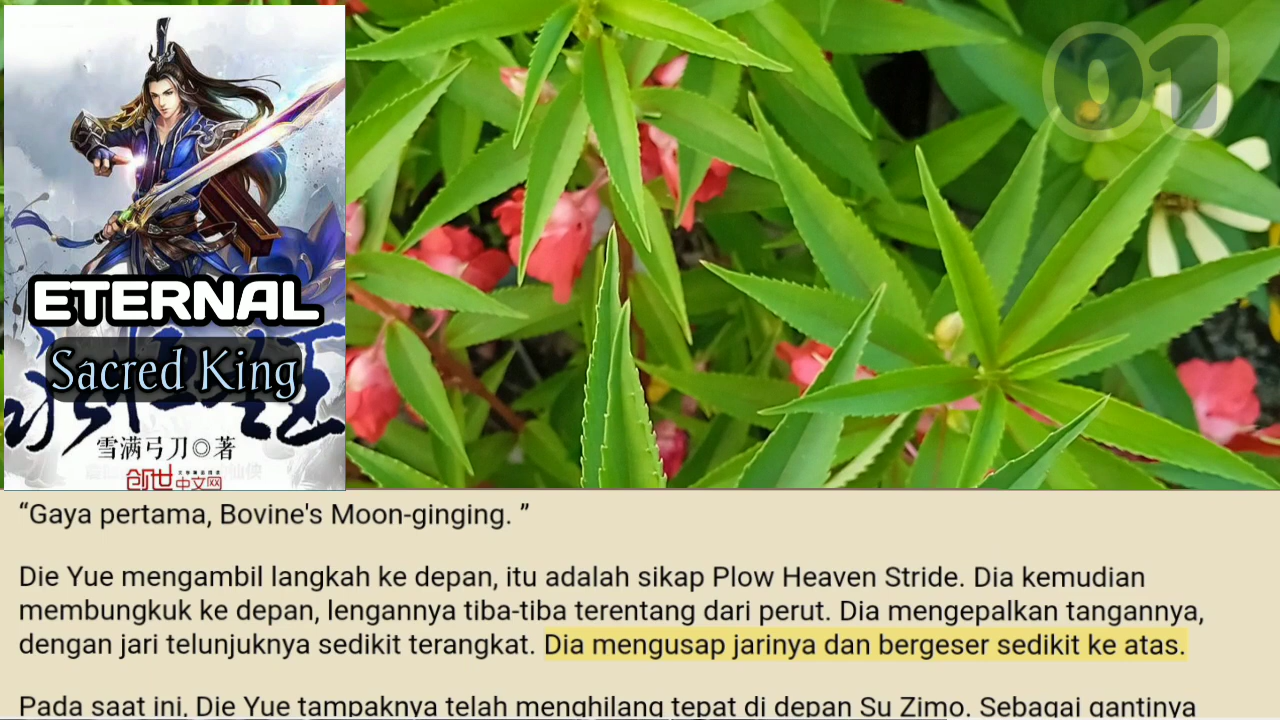 01
ETERNAL
Sacred King
雪满弓刀◎著
创世中文网
“Gaya pertama, Bovine's Moon-ginging. ”
Die Yue mengambil langkah ke depan, itu adalah sikap Plow Heaven Stride. Dia kemudian
membungkuk ke depan, lengannya tiba-tiba terentang dari perut. Dia mengepalkan tangannya,
dengan jari telunjuknya sedikit terangkat. Dia mengusap jarinya dan bergeser sedikit ke atas.
Pada saat ini, Die Yue tampaknya telah menghilang tepat di depan Su Zimo. Sebagai gantinya